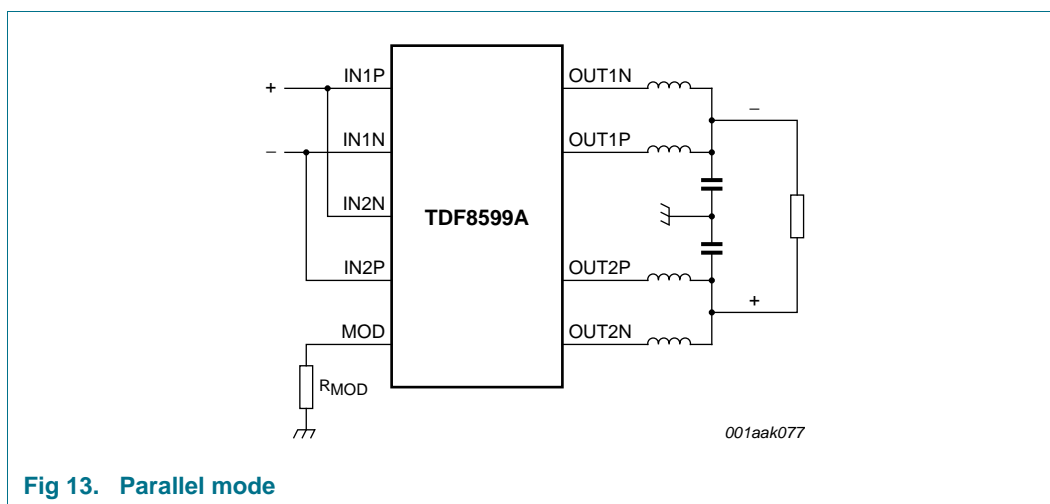 IN1P
OUT1N
+
−
IN1N
OUT1P
−
IN2N
TDF8599A
IN2P
OUT2P
+
MOD
OUT2N
RMOD
001aak077
Fig 13. Parallel mode